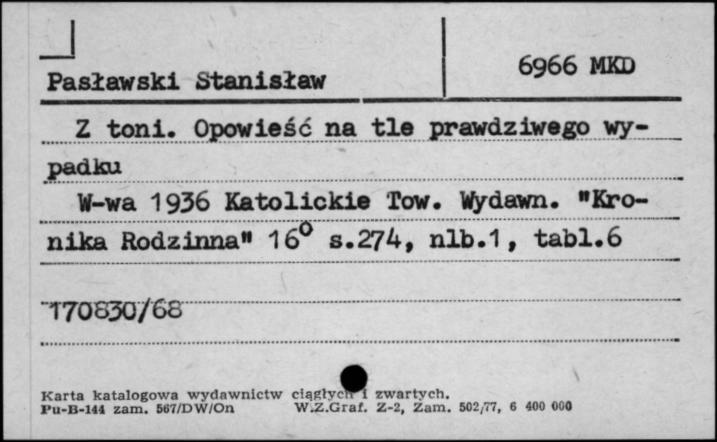 6966 MKD
Pasławski Stanisław
Z toni. Opowieść na tle prawdziwego wy-
padku
W-wa 1936 Katolickie Tow. Wydawn. "Kro-
nika Rodzinna" 16° s.274, nlb.1, tabl.6
170830/68
Karta katalogowa wydawnictw ciągłych i zwartych.
Pu-B-144 zam. 567/DW/On W.Z.Graf. Z-2, Zam. 502/77, 6 400 000